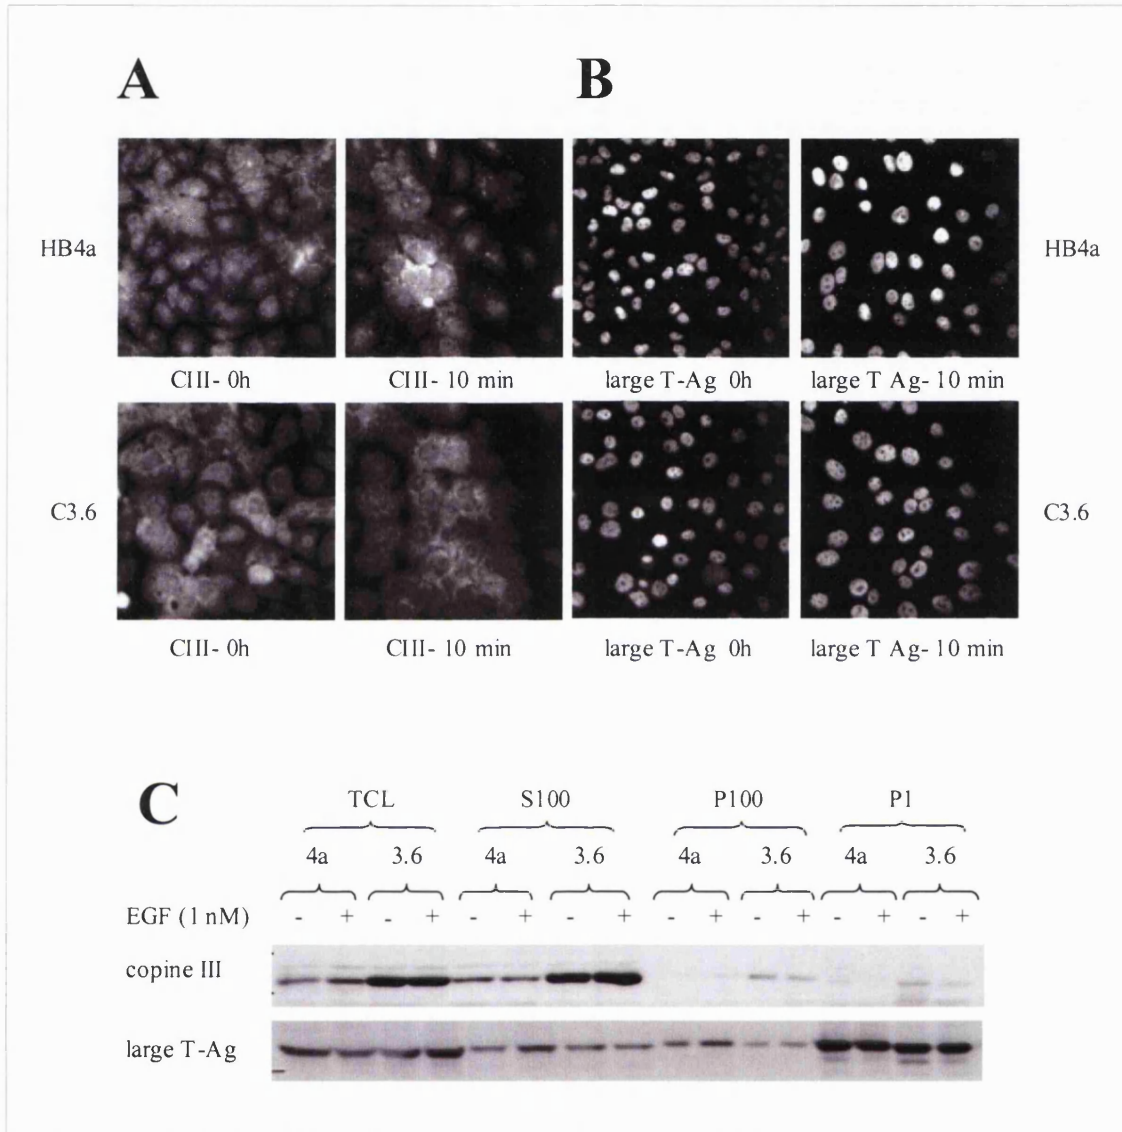 A B
HB4a HB4a
CIII- 0h CIII- 10 min large T-Ag 0h large T Ag- 10 min
C3.6 C3.6
CIII- 0h CIII- 10 min large T-Ag 0h large T Ag- 10 min
C
TCL S100 P100 P1
4a 3.6 4a 3.6 4a 3.6 4a 3.6
EGF (1 nM) - + - + - + - + - + - + - + - +
copine III
large T-Ag